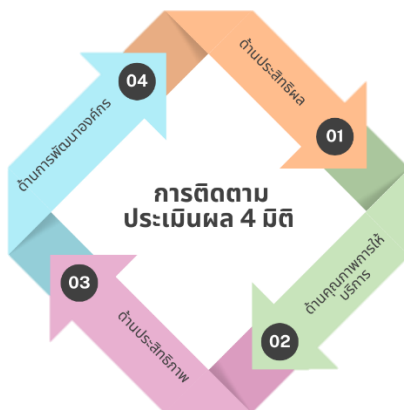 การติดตาม
ประเมินผล 4 มิติ
ด้านประสิทธิผล
01
ด้านคุณภาพการให้
บริการ
02
ด้านประสิทธิภาพ
03
ด้านการพัฒนาองค์กร
04